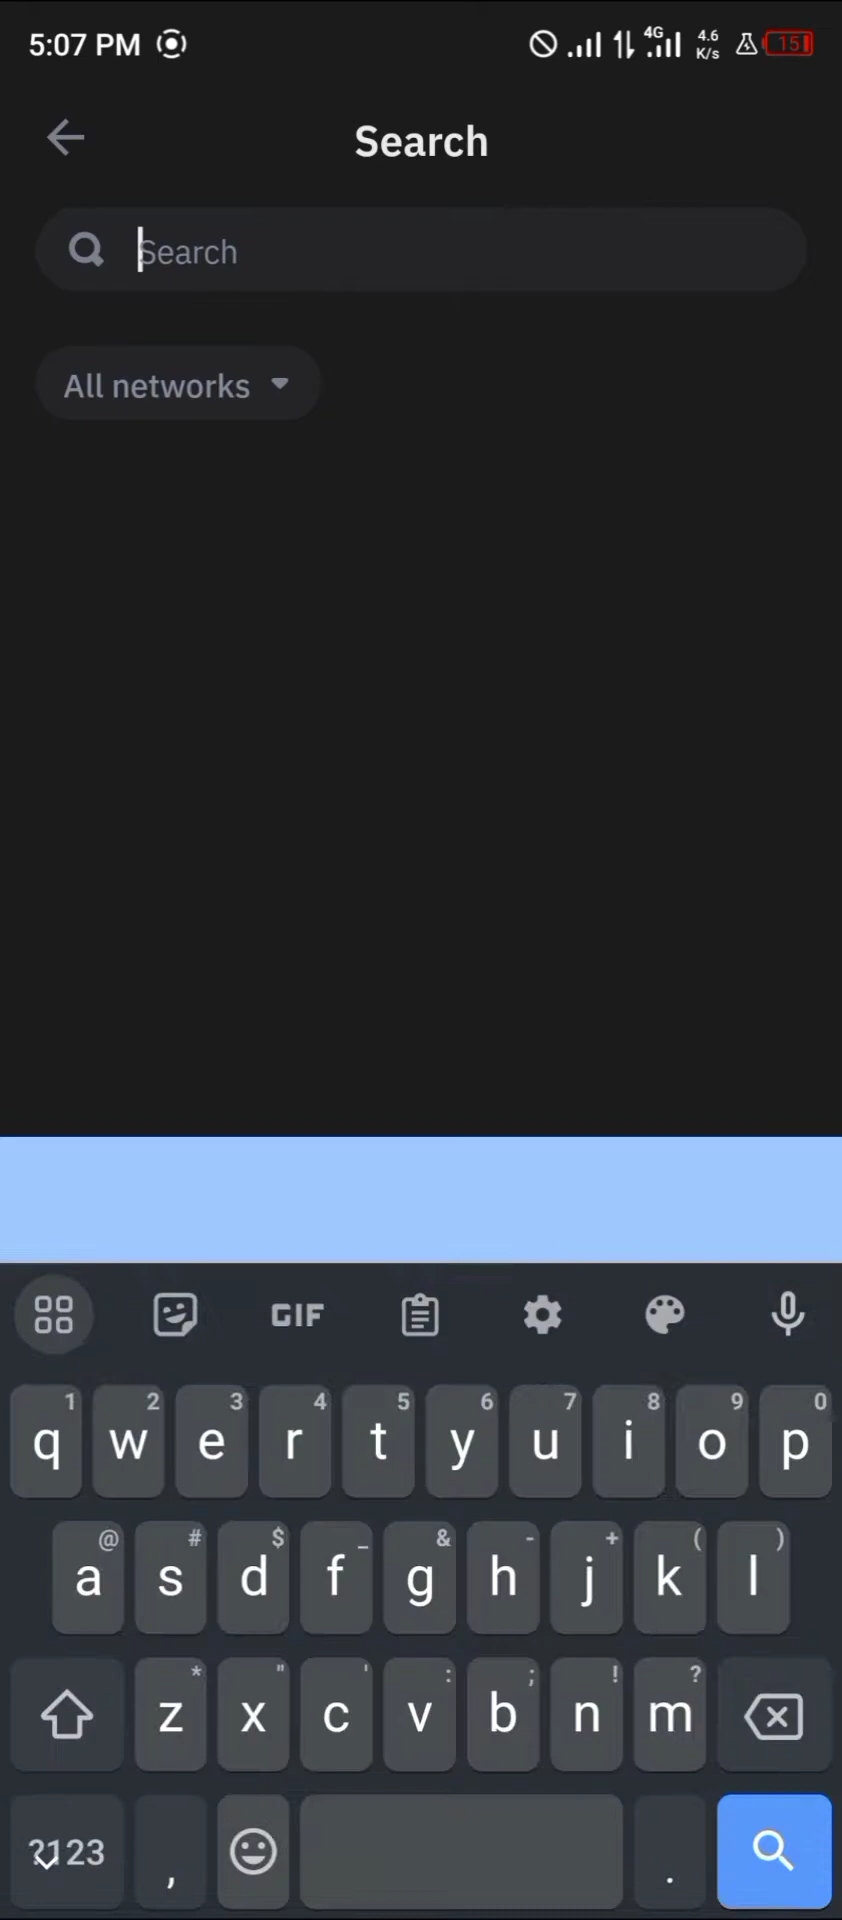 5:07 PM 4G 4.6 K/s 15
Search
Search
All networks
GIF
1 2 3 4 5 6 7 8 9 0
q w e r t y u i o p
@ # $ _ & - + ( )
a s d f g h j k l
* " ' : ; ! ?
z x c v b n m
?123 , .